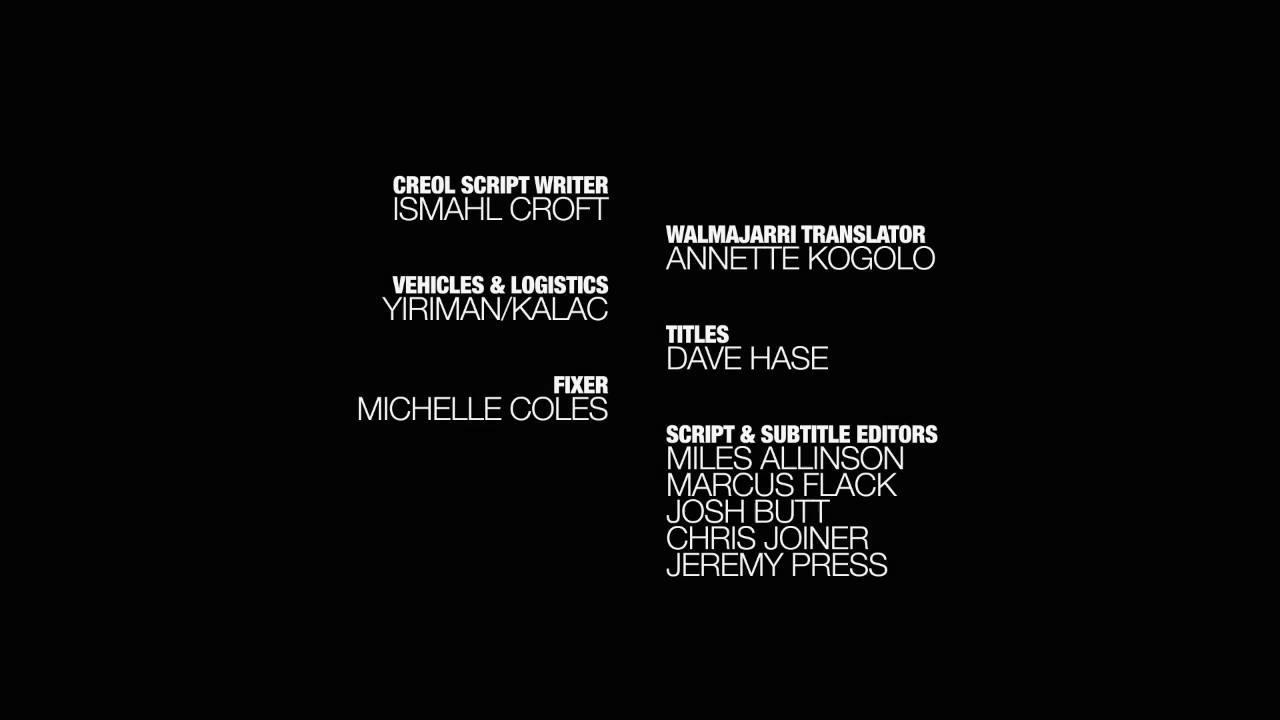 CREOL SCRIPT WRITER
ISMAHL CROFT
WALMAJARRI TRANSLATOR
ANNETTE KOGOLO
VEHICLES & LOGISTICS
YIRIMAN/KALAC
TITLES
DAVE HASE
FIXER
MICHELLE COLES
SCRIPT & SUBTITLE EDITORS
MILES ALLINSON
MARCUS FLACK
JOSH BUTT
CHRIS JOINER
JEREMY PRESS